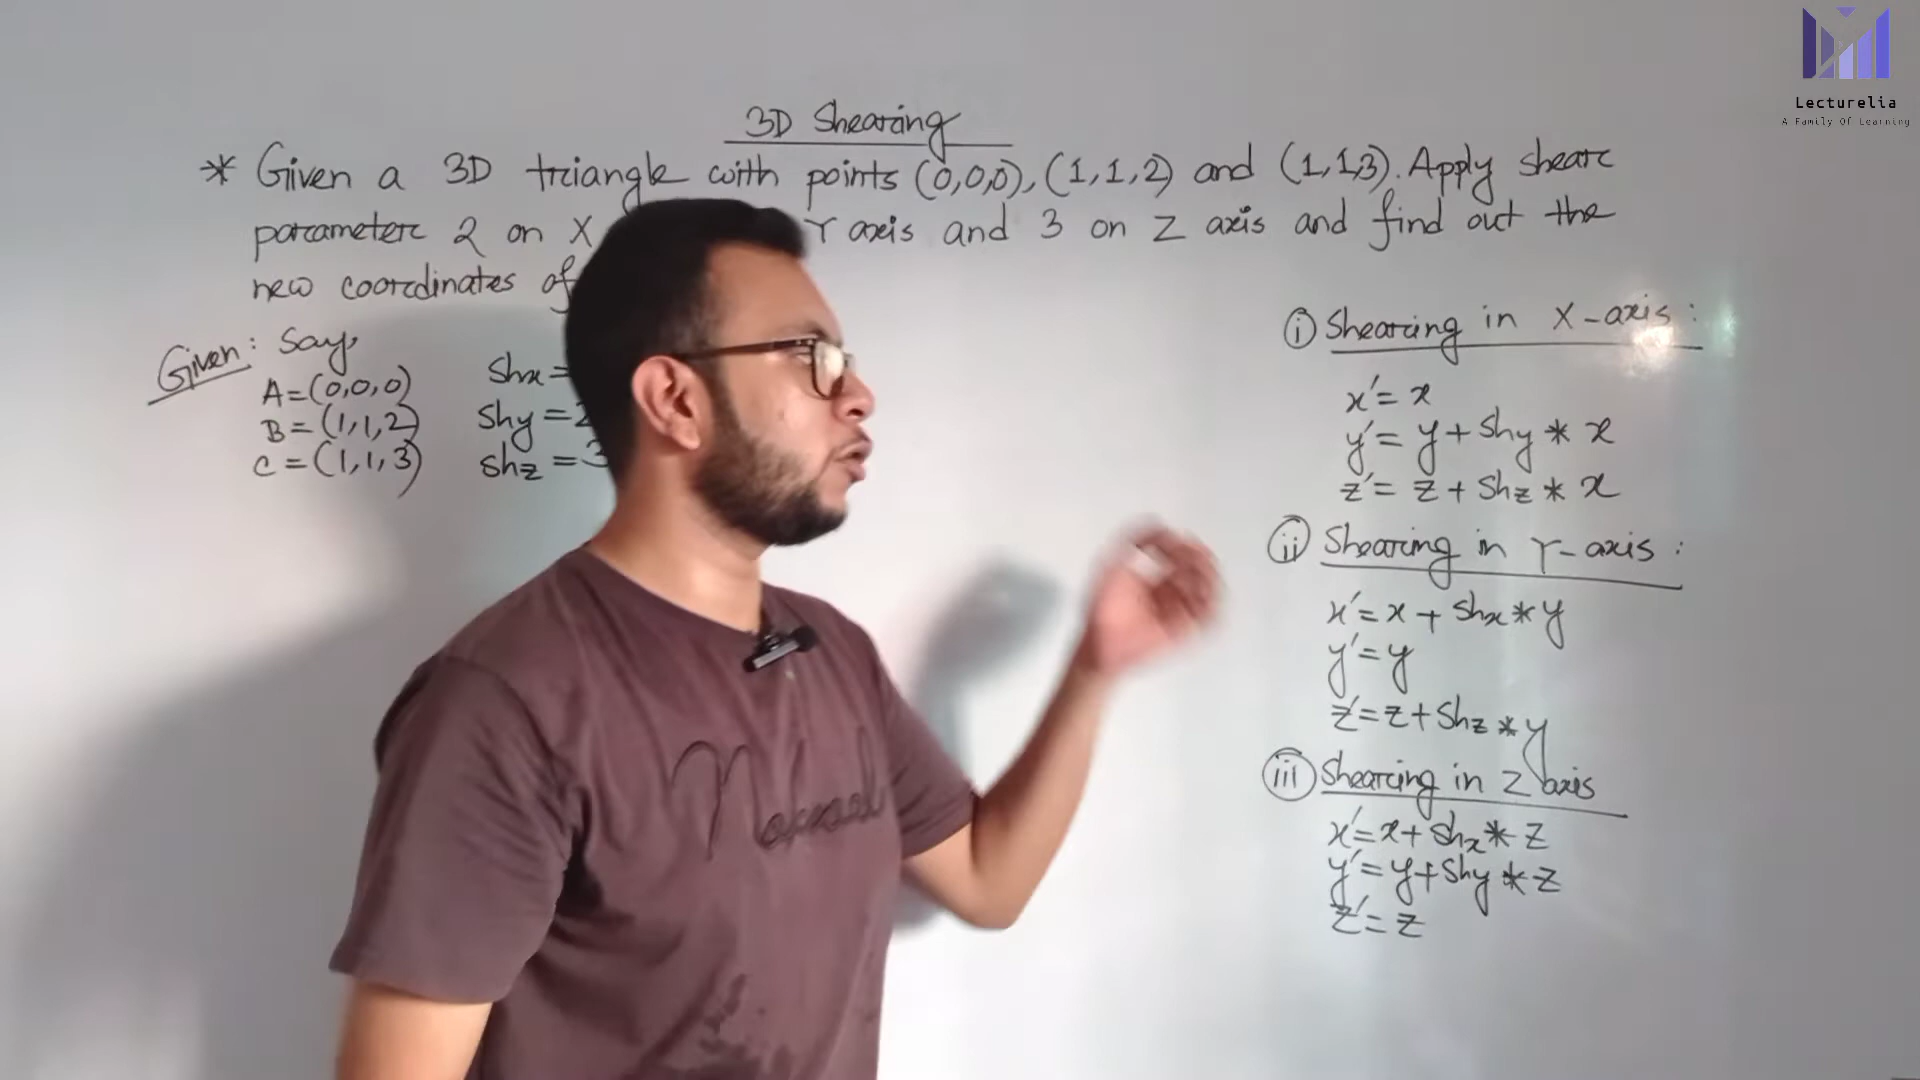 Lecturelia
A Family Of Learning
3D Shearing
* Given a 3D triangle with points (0,0,0), (1,1,2) and (1,1,3). Apply shear
parameter 2 on X Y axis and 3 on Z axis and find out the
new coordinates of
Given: Say,
A=(0,0,0)
B=(1,1,2)
C=(1,1,3)
Shx=
Shy=2
Shz=3
i) Shearing in X-axis:
x'=x
y'=y+Shy*x
z'=z+Shz*x
ii) Shearing in Y-axis:
x'=x+Shx*y
y'=y
z'=z+Shz*y
iii) Shearing in Z axis
x'=x+Shx*z
y'=y+Shy*z
z'=z